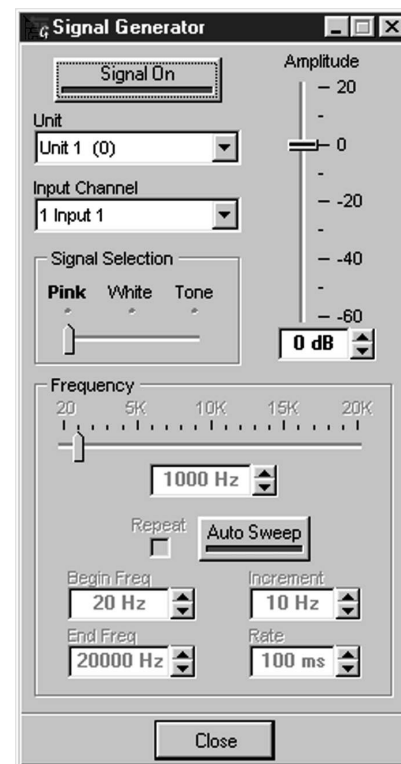 Signal Generator
Signal On
Amplitude
20
0
-20
-40
-60
0 dB
Unit
Unit 1 (0)
Input Channel
1 Input 1
Signal Selection
Pink White Tone
Frequency
20 5K 10K 15K 20K
1000 Hz
Repeat
Auto Sweep
Begin Freq Increment
20 Hz 10 Hz
End Freq Rate
20000 Hz 100 ms
Close